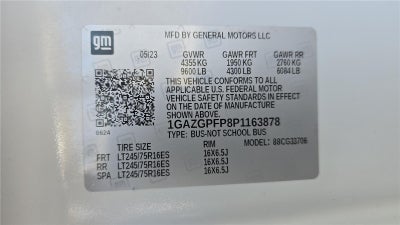 gm
MFD BY GENERAL MOTORS LLC
05/23 GVWR GAWR FRT GAWR RR
4355 KG 1950 KG 2760 KG
9600 LB 4300 LB 6084 LB
THIS VEHICLE CONFORMS TO ALL
APPLICABLE U.S. FEDERAL MOTOR
VEHICLE SAFETY STANDARDS IN EFFECT
ON THE DATE OF MANUFACTURE
SHOWN ABOVE.
0624
1GAZGPFP8P1163878
TYPE: BUS-NOT SCHOOL BUS
TIRE SIZE RIM MODEL:
FRT LT245/75R16ES 16X6.5J
RR LT245/75R16ES 16X6.5J
SPA LT245/75R16ES 16X6.5J